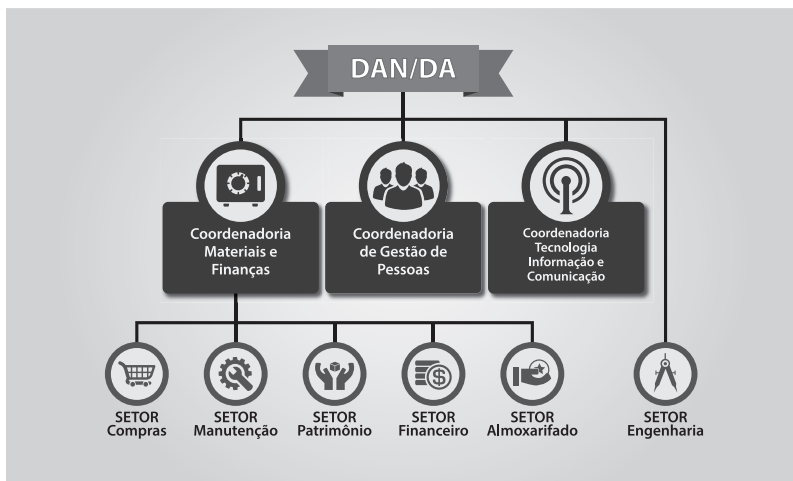 DAN/DA
Coordenadoria
Materiais e
Finanças
Coordenadoria
de Gestão de
Pessoas
Coordenadoria
Tecnologia
Informação e
Comunicação
SETOR
Compras
SETOR
Manutenção
SETOR
Patrimônio
SETOR
Financeiro
SETOR
Almoxarifado
SETOR
Engenharia